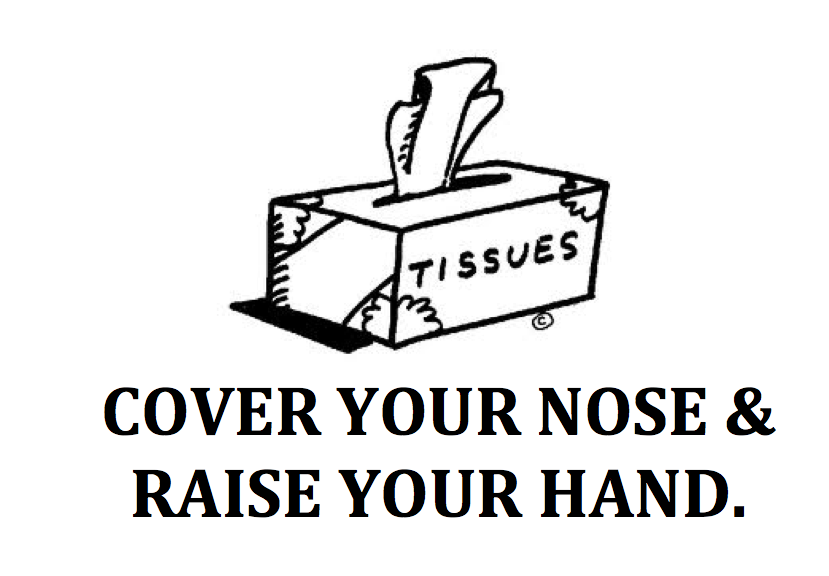 TISSUES
©
COVER YOUR NOSE &
RAISE YOUR HAND.